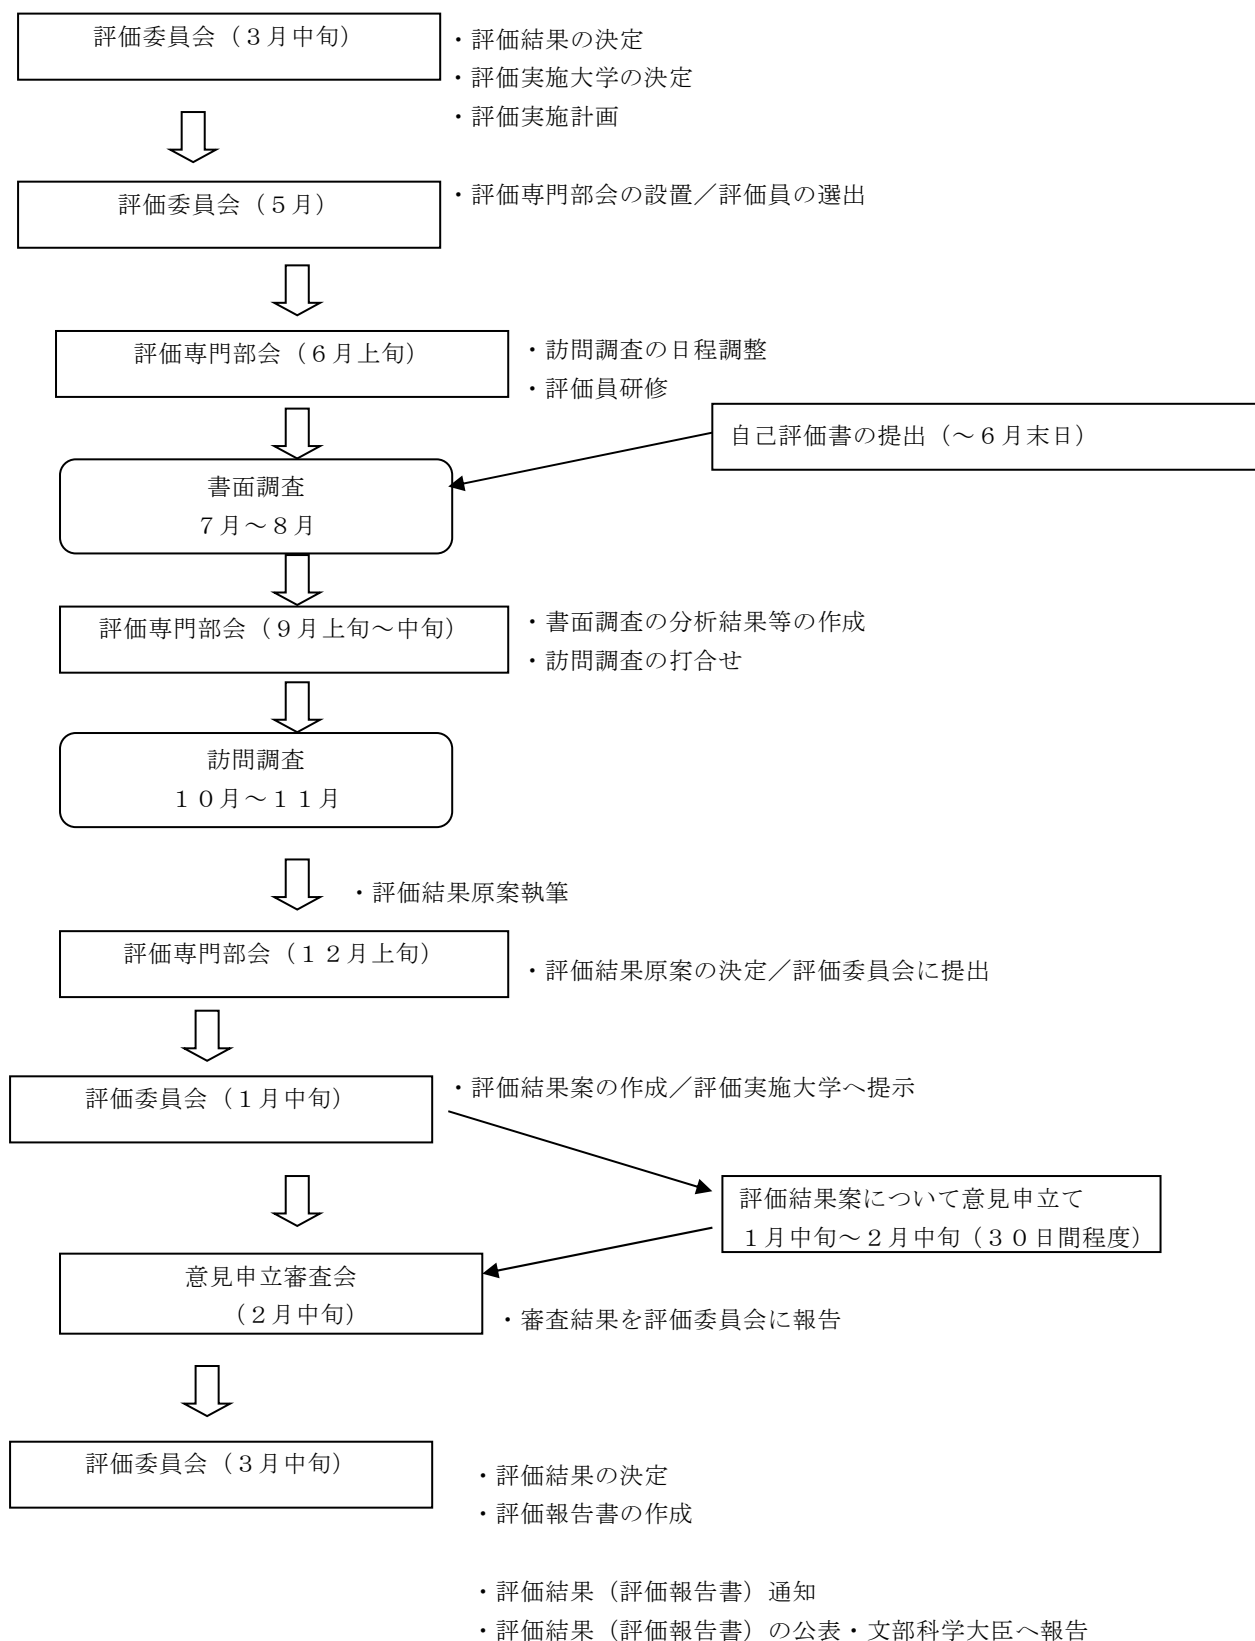 評価委員会（３月中旬）
・評価結果の決定
・評価実施大学の決定
・評価実施計画
評価委員会（５月）
・評価専門部会の設置／評価員の選出
評価専門部会（６月上旬）
・訪問調査の日程調整
・評価員研修
自己評価書の提出（～６月末日）
書面調査
７月～８月
評価専門部会（９月上旬～中旬）
・書面調査の分析結果等の作成
・訪問調査の打合せ
訪問調査
１０月～１１月
・評価結果原案執筆
評価専門部会（１２月上旬）
・評価結果原案の決定／評価委員会に提出
評価委員会（１月中旬）
・評価結果案の作成／評価実施大学へ提示
評価結果案について意見申立て
１月中旬～２月中旬（３０日間程度）
意見申立審査会
（２月中旬）
・審査結果を評価委員会に報告
評価委員会（３月中旬）
・評価結果の決定
・評価報告書の作成
・評価結果（評価報告書）通知
・評価結果（評価報告書）の公表・文部科学大臣へ報告